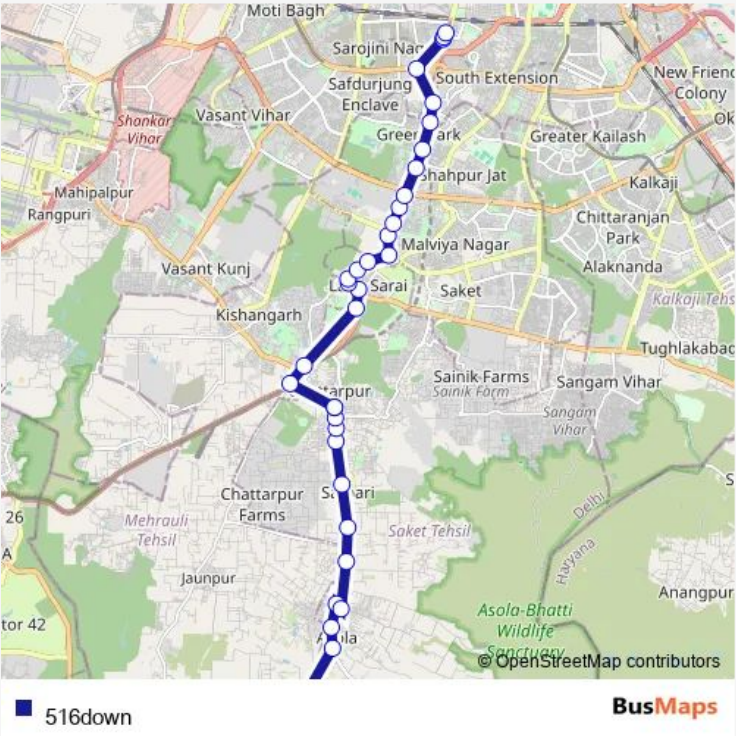 Moti Bagh
Sarojini Nag
Safdurjung
Enclave
South Extension
New Friend
Colony
Shankar
Vihar
Vasant Vihar
Green Park
Greater Kailash
Ok
Shahpur Jat
Kalkaji
Mahipalpur
Rangpuri
Chittaranjan
Park
Malviya Nagar
Vasant Kunj
Alaknanda
Sarai
Saket
Kalkaji Tehs
Kishangarh
Tughlakabad
Sainik Farms
Sainik Farm
Sangam Vihar
ttarpur
Sangam
Vihar
S
Chattarpur
Farms
Delhi
26
Mehrauli
Tehsil
Saket Tehsil
A
Haryana
Jaunpur
Anangpur
tor 42
Asola-Bhatti
Wildlife
Sanctuary
© OpenStreetMap contributors
516down
BusMaps